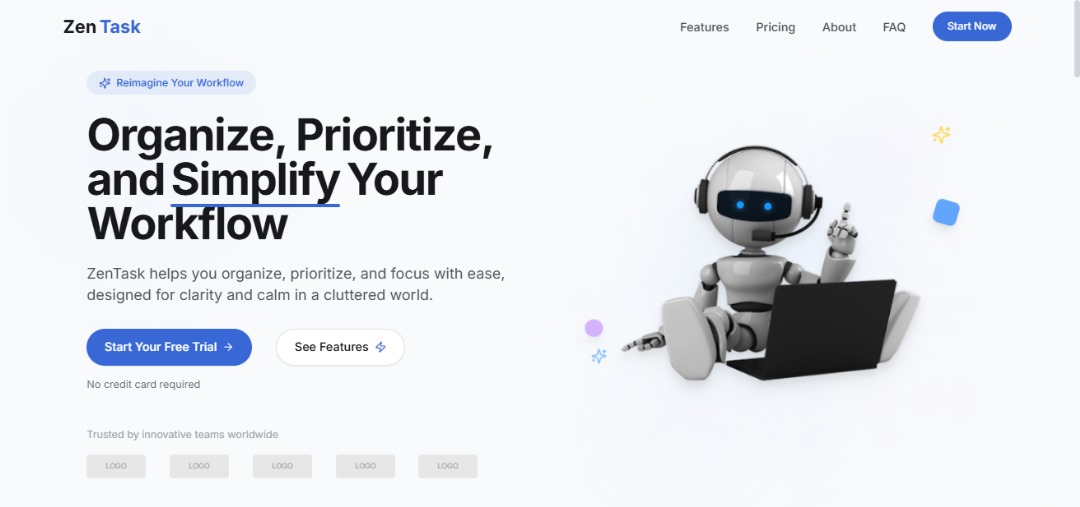 Zen Task
Features
Pricing
About
FAQ
Start Now
Reimagine Your Workflow
Organize, Prioritize,
and Simplify Your
Workflow
ZenTask helps you organize, prioritize, and focus with ease,
designed for clarity and calm in a cluttered world.
Start Your Free Trial →
See Features
No credit card required
Trusted by innovative teams worldwide
LOGO
LOGO
LOGO
LOGO
LOGO